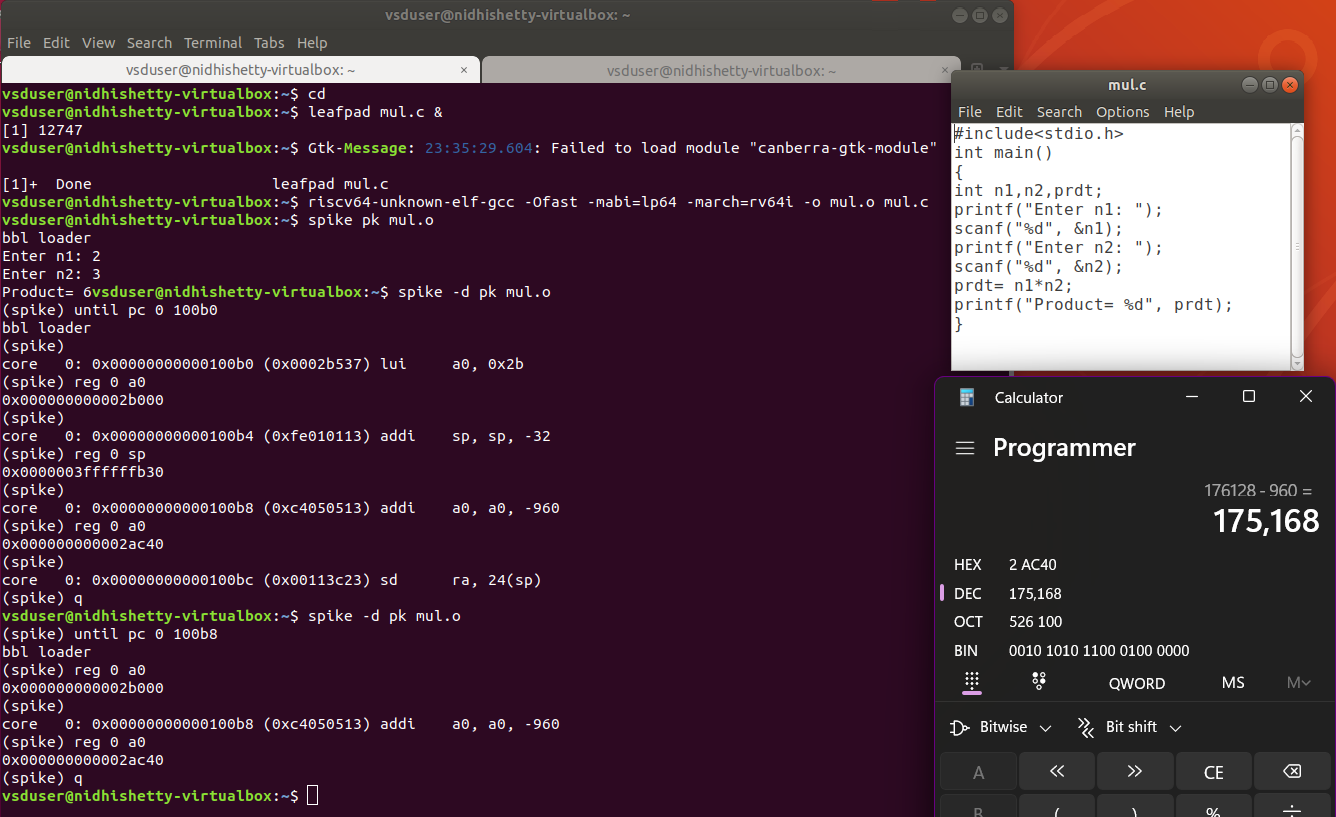 vsduser@nidhishetty-virtualbox: ~
File Edit View Search Terminal Tabs Help
vsduser@nidhishetty-virtualbox: ~ × vsduser@nidhishetty-virtualbox: ~ ×
vsduser@nidhishetty-virtualbox:~$ cd
vsduser@nidhishetty-virtualbox:~$ leafpad mul.c &
[1] 12747
vsduser@nidhishetty-virtualbox:~$ Gtk-Message: 23:35:29.604: Failed to load module "canberra-gtk-module"
[1]+  Done                    leafpad mul.c
vsduser@nidhishetty-virtualbox:~$ riscv64-unknown-elf-gcc -Ofast -mabi=lp64 -march=rv64i -o mul.o mul.c
vsduser@nidhishetty-virtualbox:~$ spike pk mul.o
bbl loader
Enter n1: 2
Enter n2: 3
Product= 6vsduser@nidhishetty-virtualbox:~$ spike -d pk mul.o
(spike) until pc 0 100b0
bbl loader
(spike)
core   0: 0x00000000000100b0 (0x0002b537) lui     a0, 0x2b
(spike) reg 0 a0
0x000000000002b000
(spike)
core   0: 0x00000000000100b4 (0xfe010113) addi    sp, sp, -32
(spike) reg 0 sp
0x0000003ffffffb30
(spike)
core   0: 0x00000000000100b8 (0xc4050513) addi    a0, a0, -960
(spike) reg 0 a0
0x000000000002ac40
(spike)
core   0: 0x00000000000100bc (0x00113c23) sd      ra, 24(sp)
(spike) q
vsduser@nidhishetty-virtualbox:~$ spike -d pk mul.o
(spike) until pc 0 100b8
bbl loader
(spike) reg 0 a0
0x000000000002b000
(spike)
core   0: 0x00000000000100b8 (0xc4050513) addi    a0, a0, -960
(spike) reg 0 a0
0x000000000002ac40
(spike) q
vsduser@nidhishetty-virtualbox:~$
mul.c
File Edit Search Options Help
#include<stdio.h>
int main()
{
int n1,n2,prdt;
printf("Enter n1: ");
scanf("%d", &n1);
printf("Enter n2: ");
scanf("%d", &n2);
prdt= n1*n2;
printf("Product= %d", prdt);
}
Calculator
Programmer
176128 - 960 =
175,168
HEX 2 AC40
DEC 175,168
OCT 526 100
BIN 0010 1010 1100 0100 0000
QWORD MS M
Bitwise Bit shift
A << >> CE
B ( ) % ÷